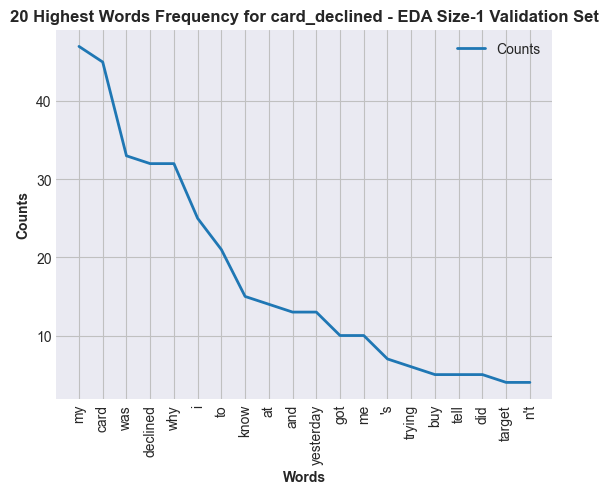 20 Highest Words Frequency for card_declined - EDA Size-1 Validation Set
Counts
40
30
20
10
Counts
my
card
was
declined
why
i
to
know
at
and
yesterday
got
me
's
trying
buy
tell
did
target
n't
Words